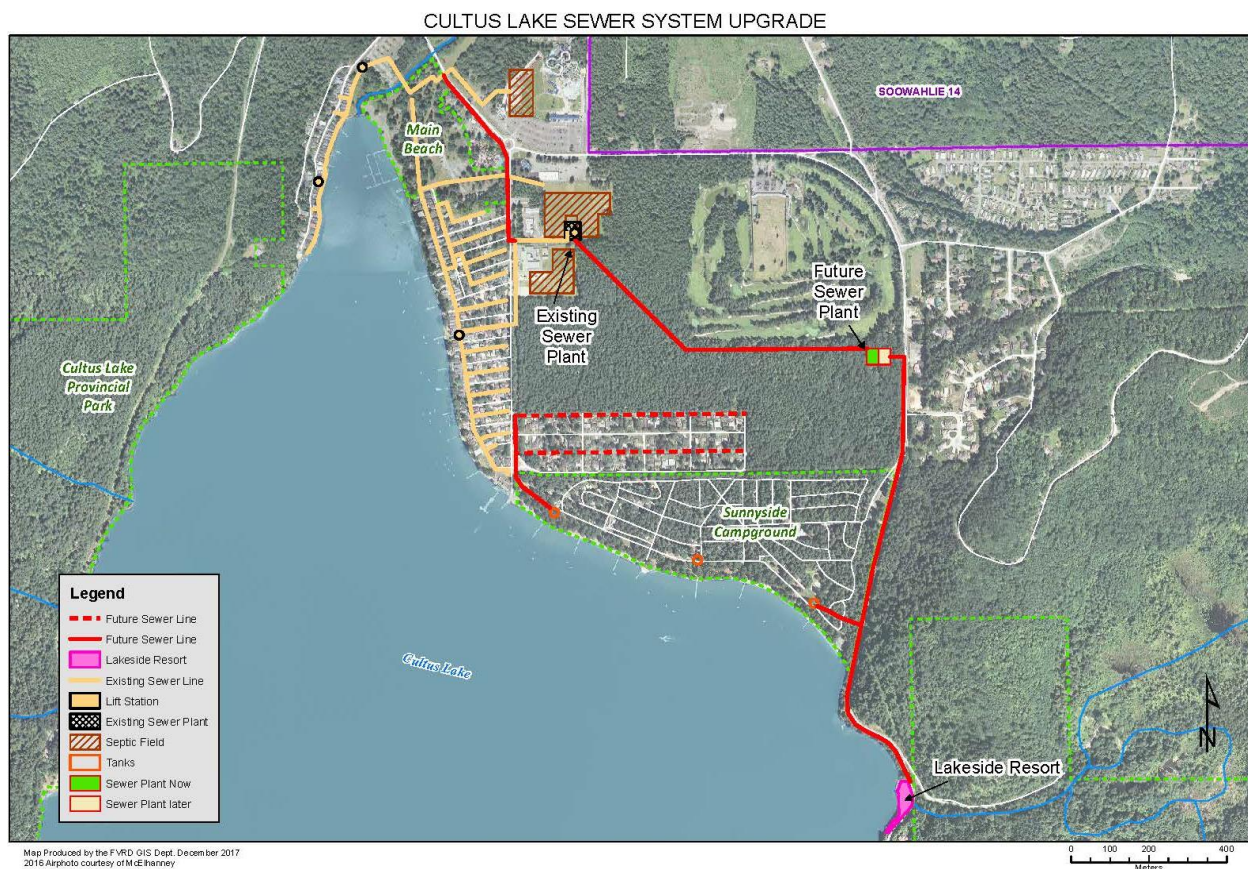 CULTUS LAKE SEWER SYSTEM UPGRADE
SOOWAHLIE 14
Main
Beach
Future
Sewer
Plant
Existing
Sewer
Plant
Cultus Lake
Provincial
Park
Sunnyside
Campground
Cultus Lake
Lakeside Resort
N
Legend
Future Sewer Line
Future Sewer Line
Lakeside Resort
Existing Sewer Line
Lift Station
Existing Sewer Plant
Septic Field
Tanks
Sewer Plant Now
Sewer Plant later
Map Produced by the FVRD GIS Dept. December 2017
2016 Airphoto courtesy of McElhanney
0 100 200 400
Meters